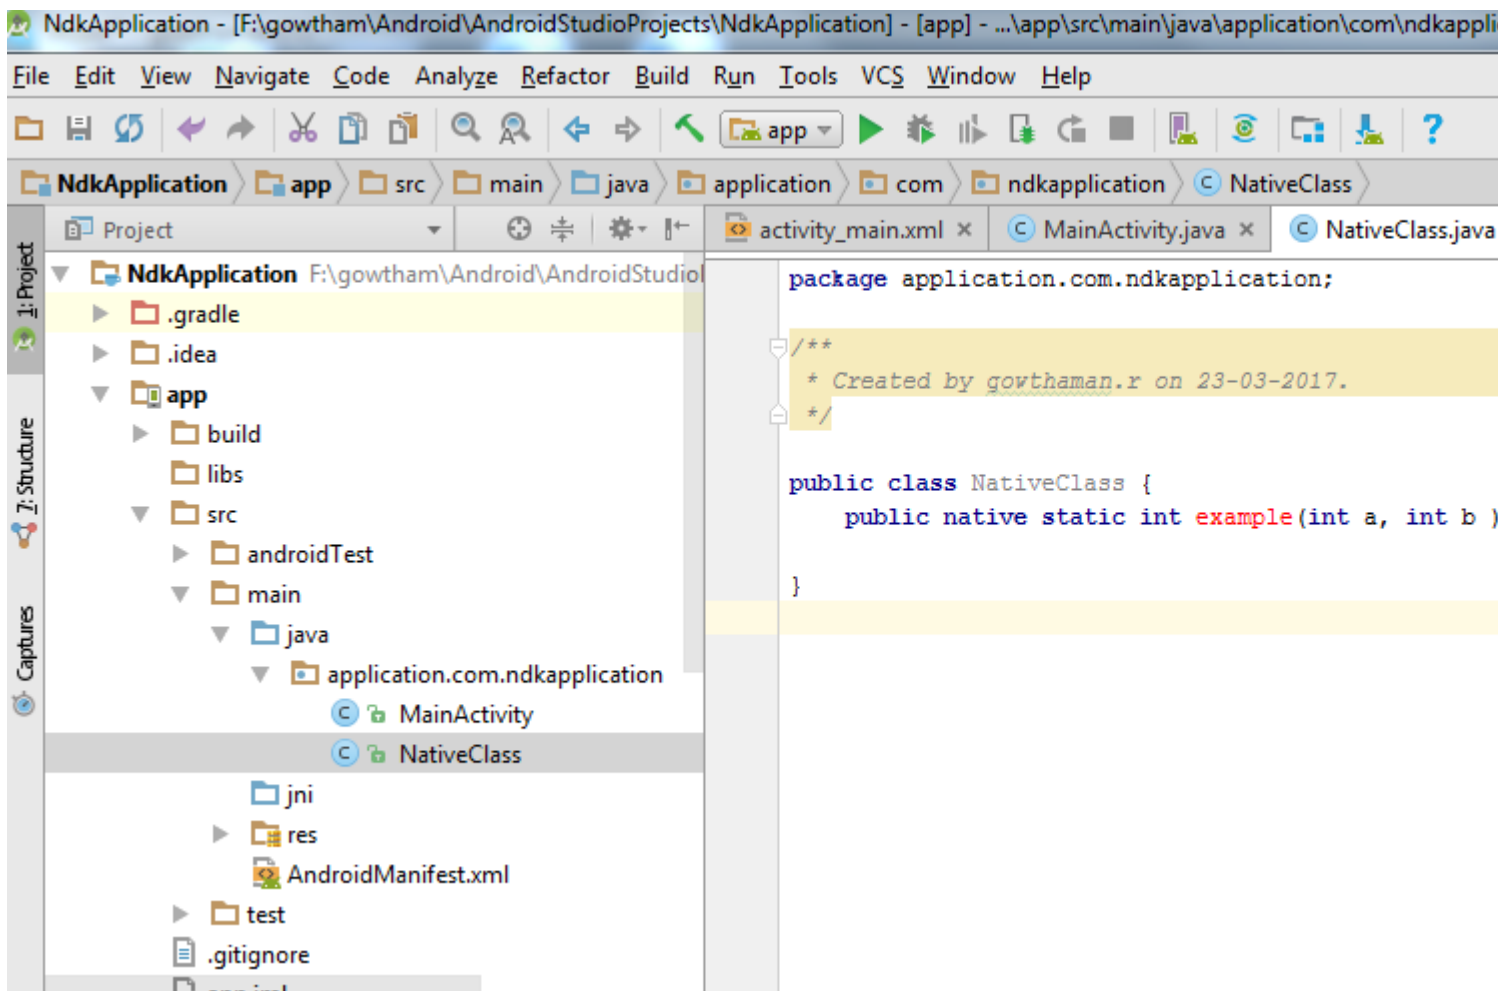 NdkApplication - [F:\gowtham\Android\AndroidStudioProjects\NdkApplication] - [app] - ...\app\src\main\java\application\com\ndkappli
File Edit View Navigate Code Analyze Refactor Build Run Tools VCS Window Help
app
NdkApplication app src main java application com ndkapplication NativeClass
Project
activity_main.xml MainActivity.java NativeClass.java
1: Project
7: Structure
Captures
NdkApplication F:\gowtham\Android\AndroidStudio
.gradle
.idea
app
build
libs
src
androidTest
main
java
application.com.ndkapplication
MainActivity
NativeClass
jni
res
AndroidManifest.xml
test
.gitignore
app.iml
package application.com.ndkapplication;
/**
* Created by gowthaman.r on 23-03-2017.
*/
public class NativeClass {
public native static int example(int a, int b )
}